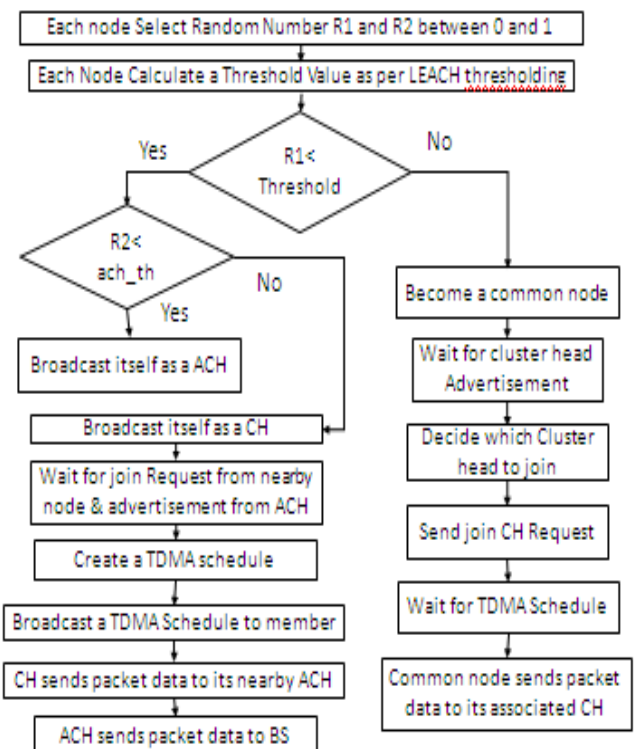 Each node Select Random Number R1 and R2 between 0 and 1
Each Node Calculate a Threshold Value as per LEACH thresholding
R1<
Threshold
Yes
No
R2<
ach_th
No
Yes
Broadcast itself as a ACH
Broadcast itself as a CH
Wait for join Request from nearby
node & advertisement from ACH
Create a TDMA schedule
Broadcast a TDMA Schedule to member
CH sends packet data to its nearby ACH
ACH sends packet data to BS
Become a common node
Wait for cluster head
Advertisement
Decide which Cluster
head to join
Send join CH Request
Wait for TDMA Schedule
Common node sends packet
data to its associated CH